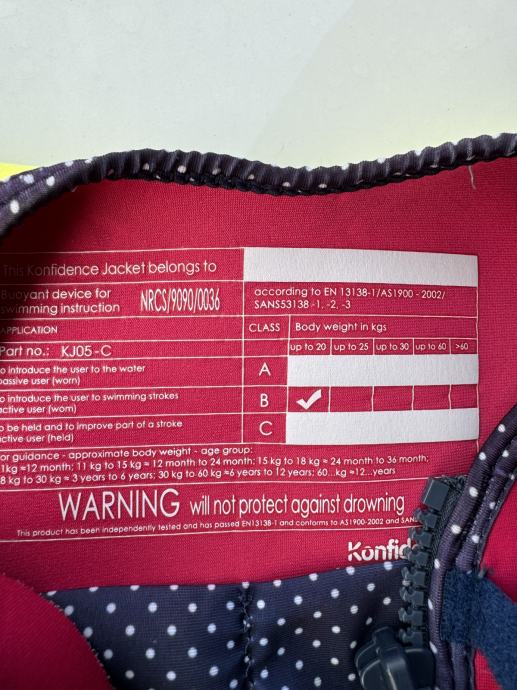 This Konfidence Jacket belongs to
Buoyant device for
swimming instruction
NRCS/9090/0036
according to EN 13138-1/AS1900 - 2002/
SANS53138 -1, -2, -3
APPLICATION
CLASS
Body weight in kgs
Part no.: KJ05-C
up to 20 up to 25 up to 30 up to 60 >60
o introduce the user to the water
passive user (worn)
A
o introduce the user to swimming strokes
active user (worn)
B
o be held and to improve part of a stroke
active user (held)
C
or guidance - approximate body weight - age group:
1kg ≈12 month; 11 kg to 15 kg ≈ 12 month to 24 month; 15 kg to 18 kg ≈ 24 month to 36 month;
8 kg to 30 kg ≈ 3 years to 6 years; 30 kg to 60 kg ≈6 years to 12 years; 60...kg ≈12...years
WARNING will not protect against drowning
This product has been independently tested and has passed EN13138-1 and conforms to AS1900-2002 and SANS
Konfid